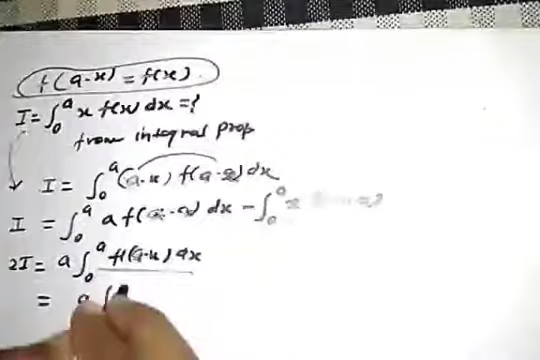 f(a-x) = f(x).
I = ∫₀ᵃ x f(x) dx = ?
from integral prop
I = ∫₀ᵃ (a-x) f(a-x) dx
I = ∫₀ᵃ a f(a-x) dx - ∫₀ᵃ x
2I = a ∫₀ᵃ f(a-x) dx
= a ∫